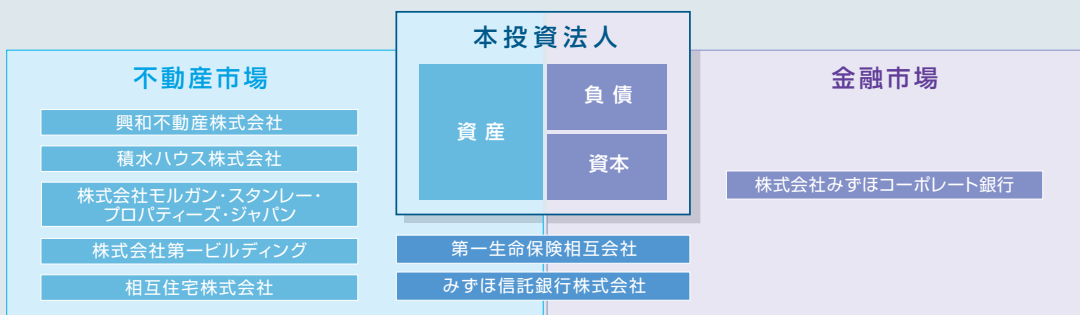 本投資法人
資産
負債
資本
不動産市場
興和不動産株式会社
積水ハウス株式会社
株式会社モルガン・スタンレー・
プロパティーズ・ジャパン
株式会社第一ビルディング
相互住宅株式会社
第一生命保険相互会社
みずほ信託銀行株式会社
金融市場
株式会社みずほコーポレート銀行